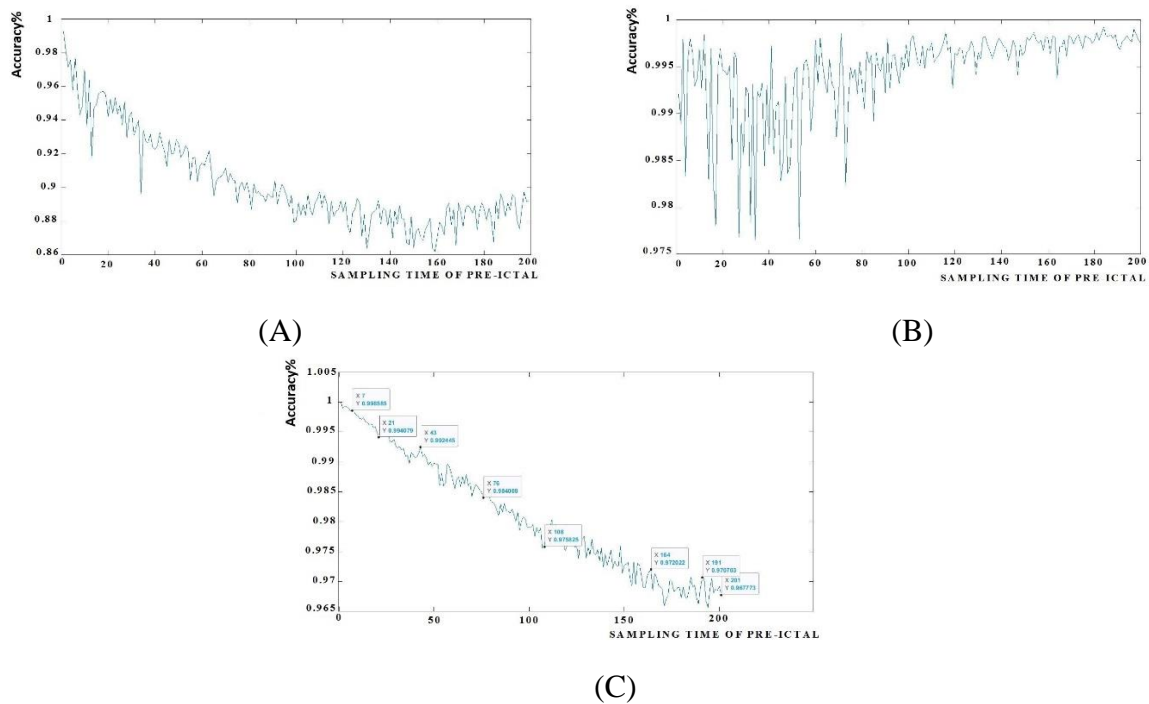 Accuracy%
1
0.98
0.96
0.94
0.92
0.9
0.88
0.86
0 20 40 60 80 100 120 140 160 180 200
SAMPLING TIME OF PRE-ICTAL
(A)
Accuracy%
1
0.995
0.99
0.985
0.98
0.975
0 20 40 60 80 100 120 140 160 180 200
SAMPLING TIME OF PRE ICTAL
(B)
Accuracy%
1.005
1
0.995
0.99
0.985
0.98
0.975
0.97
0.965
0 50 100 150 200
X 7
X 21
Y 0.994079
X 43
X 76
X 164
Y 0.972022
X 191
X 201
SAMPLING TIME OF PRE-ICTAL
(C)